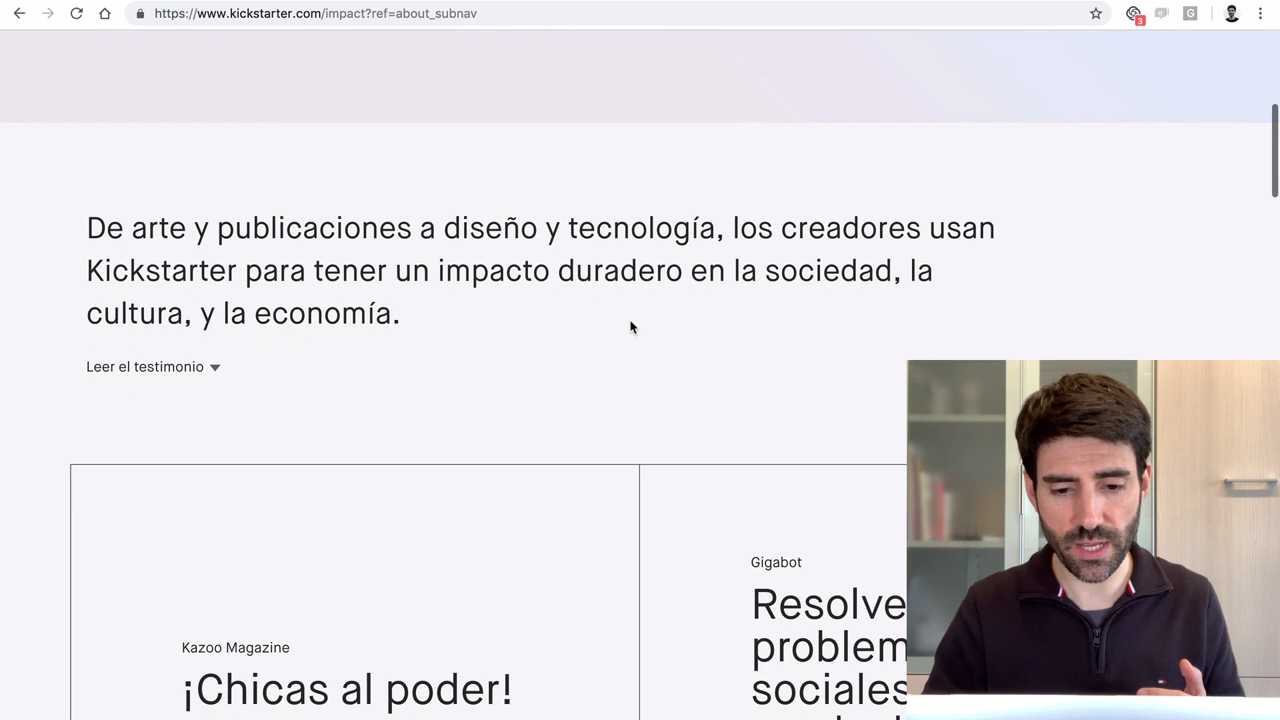 https://www.kickstarter.com/impact?ref=about_subnav
3
G
De arte y publicaciones a diseño y tecnología, los creadores usan
Kickstarter para tener un impacto duradero en la sociedad, la
cultura, y la economía.
Leer el testimonio
Kazoo Magazine
¡Chicas al poder!
Gigabot
Resolve
problem
sociales